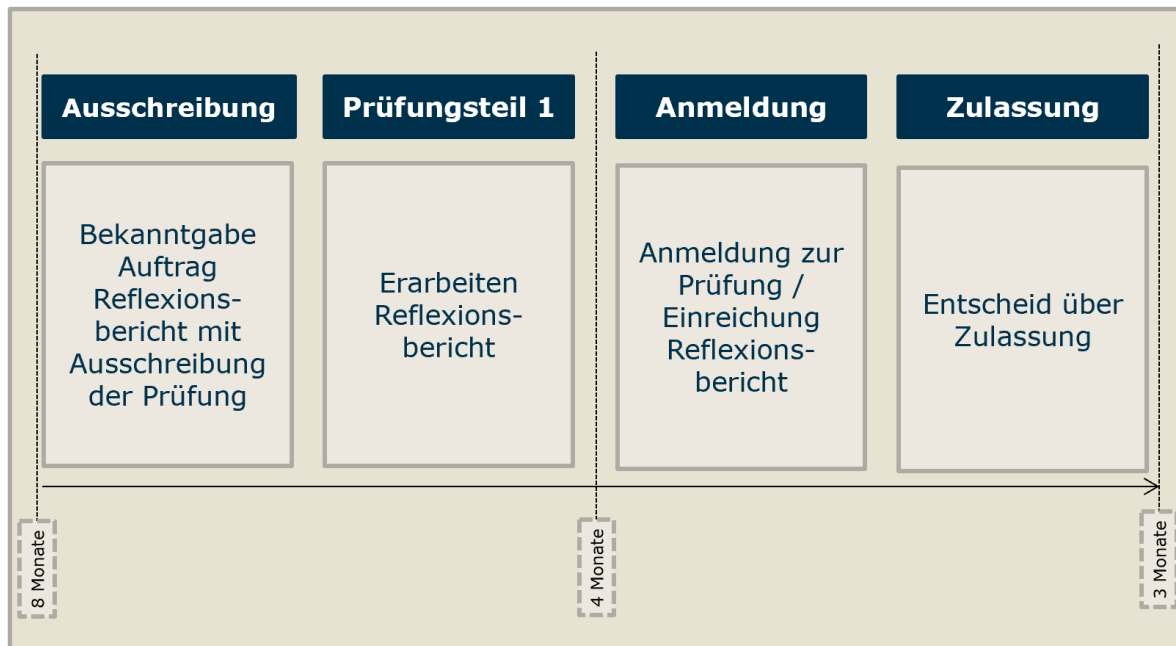 Ausschreibung
Prüfungsteil 1
Anmeldung
Zulassung
Bekanntgabe
Auftrag
Reflexions-
bericht mit
Ausschreibung
der Prüfung
Erarbeiten
Reflexions-
bericht
Anmeldung zur
Prüfung /
Einreichung
Reflexions-
bericht
Entscheid über
Zulassung
8 Monate
4 Monate
3 Monate